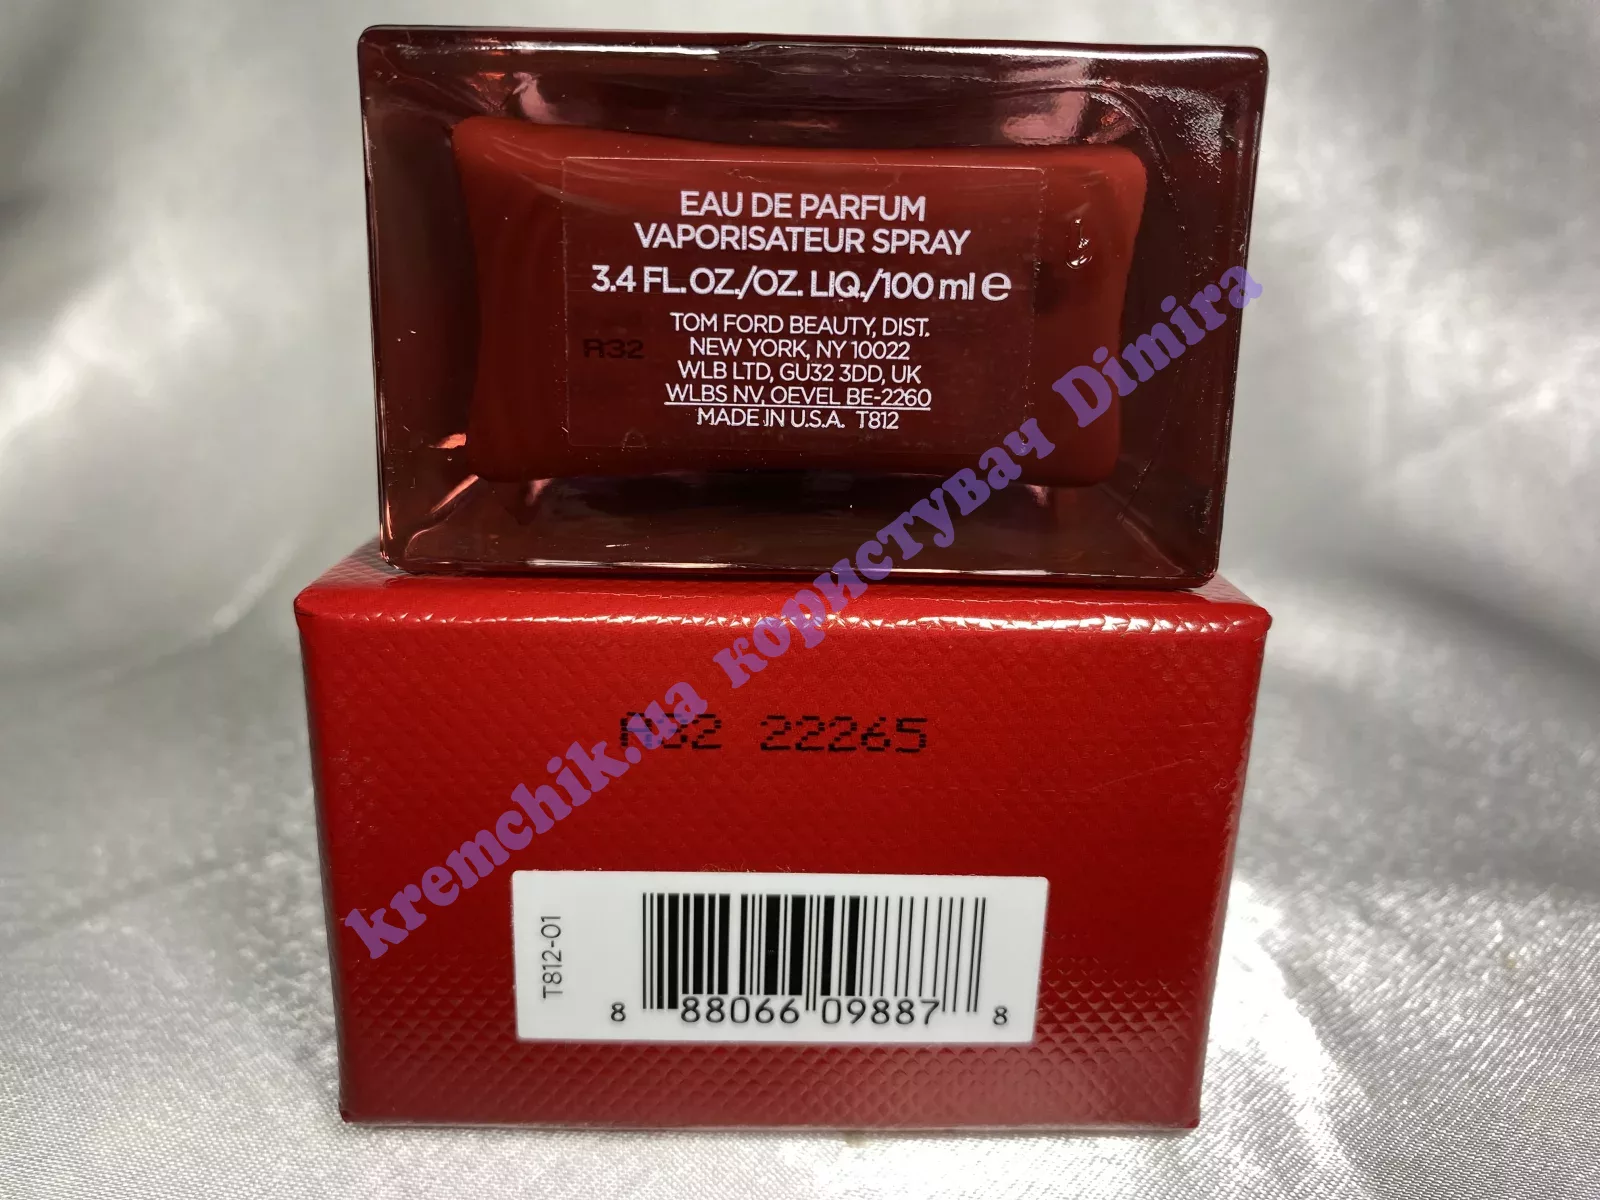 EAU DE PARFUM
VAPORISATEUR SPRAY
3.4 FL.OZ./OZ. LIQ./100 ml e
TOM FORD BEAUTY, DIST.
NEW YORK, NY 10022
A32
WLB LTD, GU32 3DD, UK
WLBS NV, OEVEL BE-2260
MADE IN U.S.A. T812
kremchik.ua користувач Dimira
A32 22265
T812-01
8 88066 09887 8